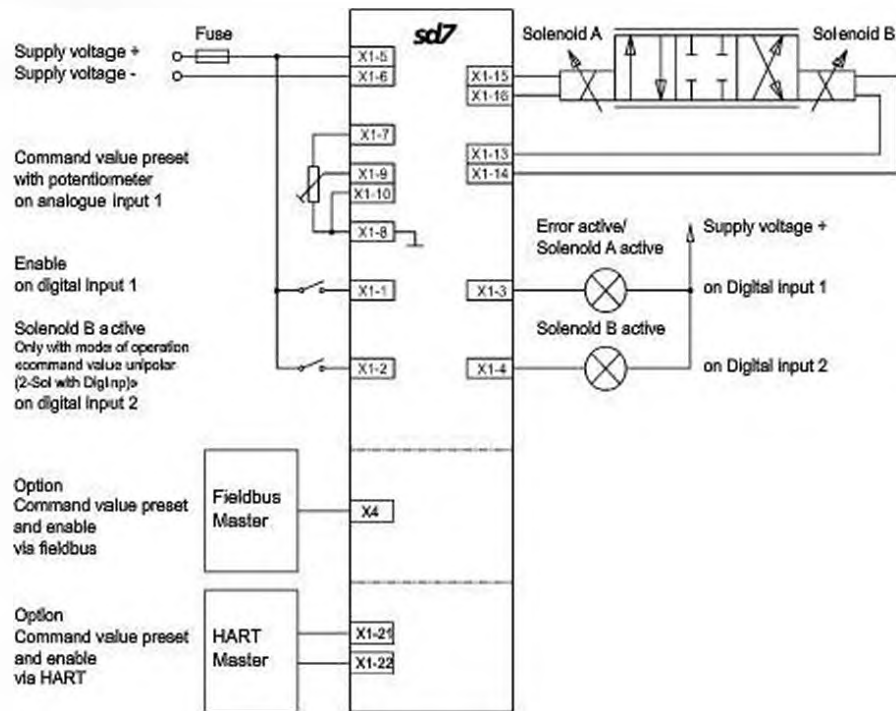 sd7
Fuse
Supply voltage +
Supply voltage -
X1-5
X1-6
X1-7
Command value preset
with potentiometer
on analogue input 1
X1-9
X1-10
X1-8
Enable
on digital input 1
X1-1
Solenoid B active
Only with mode of operation
«command value unipolar
(2-Sol with DigInp)»
on digital input 2
X1-2
Option
Command value preset
and enable
via fieldbus
Fieldbus
Master
X4
Option
Command value preset
and enable
via HART
HART
Master
X1-21
X1-22
Solenoid A
Solenoid B
X1-15
X1-16
X1-13
X1-14
Error active/
Solenoid A active
Supply voltage +
X1-3
on Digital input 1
Solenoid B active
X1-4
on Digital input 2